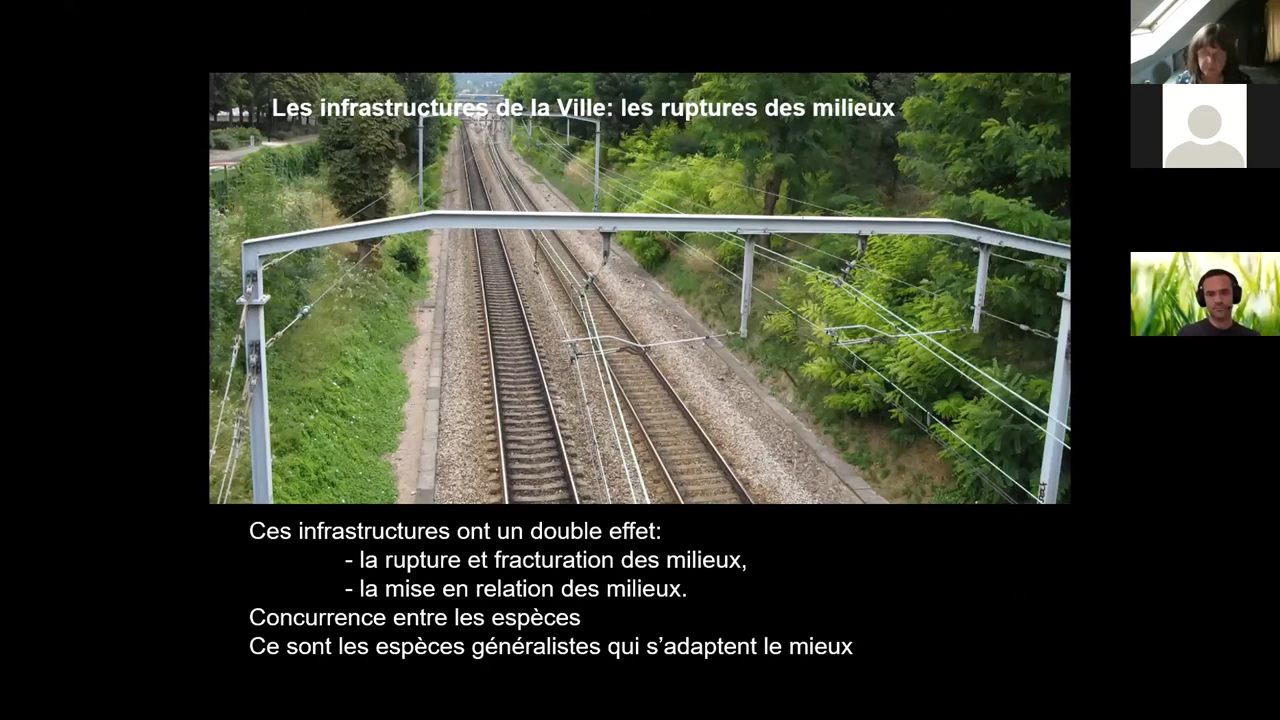 Les infrastructures de la Ville: les ruptures des milieux
Ces infrastructures ont un double effet:
- la rupture et fracturation des milieux,
- la mise en relation des milieux.
Concurrence entre les espèces
Ce sont les espèces généralistes qui s’adaptent le mieux